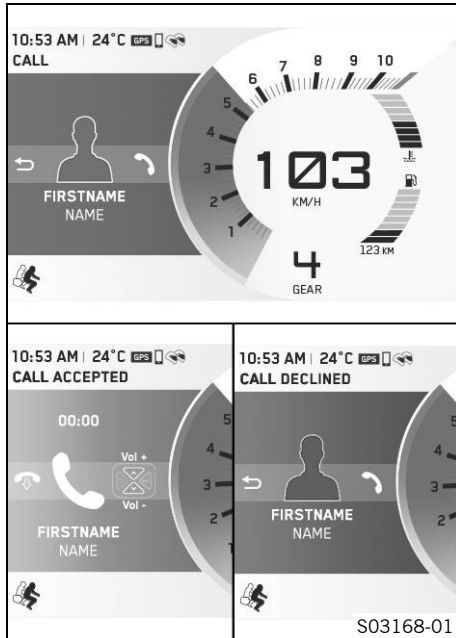 10:53 AM | 24°C GPS
CALL
FIRSTNAME
NAME
1
2
3
4
5
6
7
8
9
10
103
KM/H
4
GEAR
123 KM
10:53 AM | 24°C GPS
CALL ACCEPTED
00:00
Vol +
Vol -
FIRSTNAME
NAME
5
4
3
2
1
10:53 AM | 24°C GPS
CALL DECLINED
FIRSTNAME
NAME
5
4
3
2
S03168-01